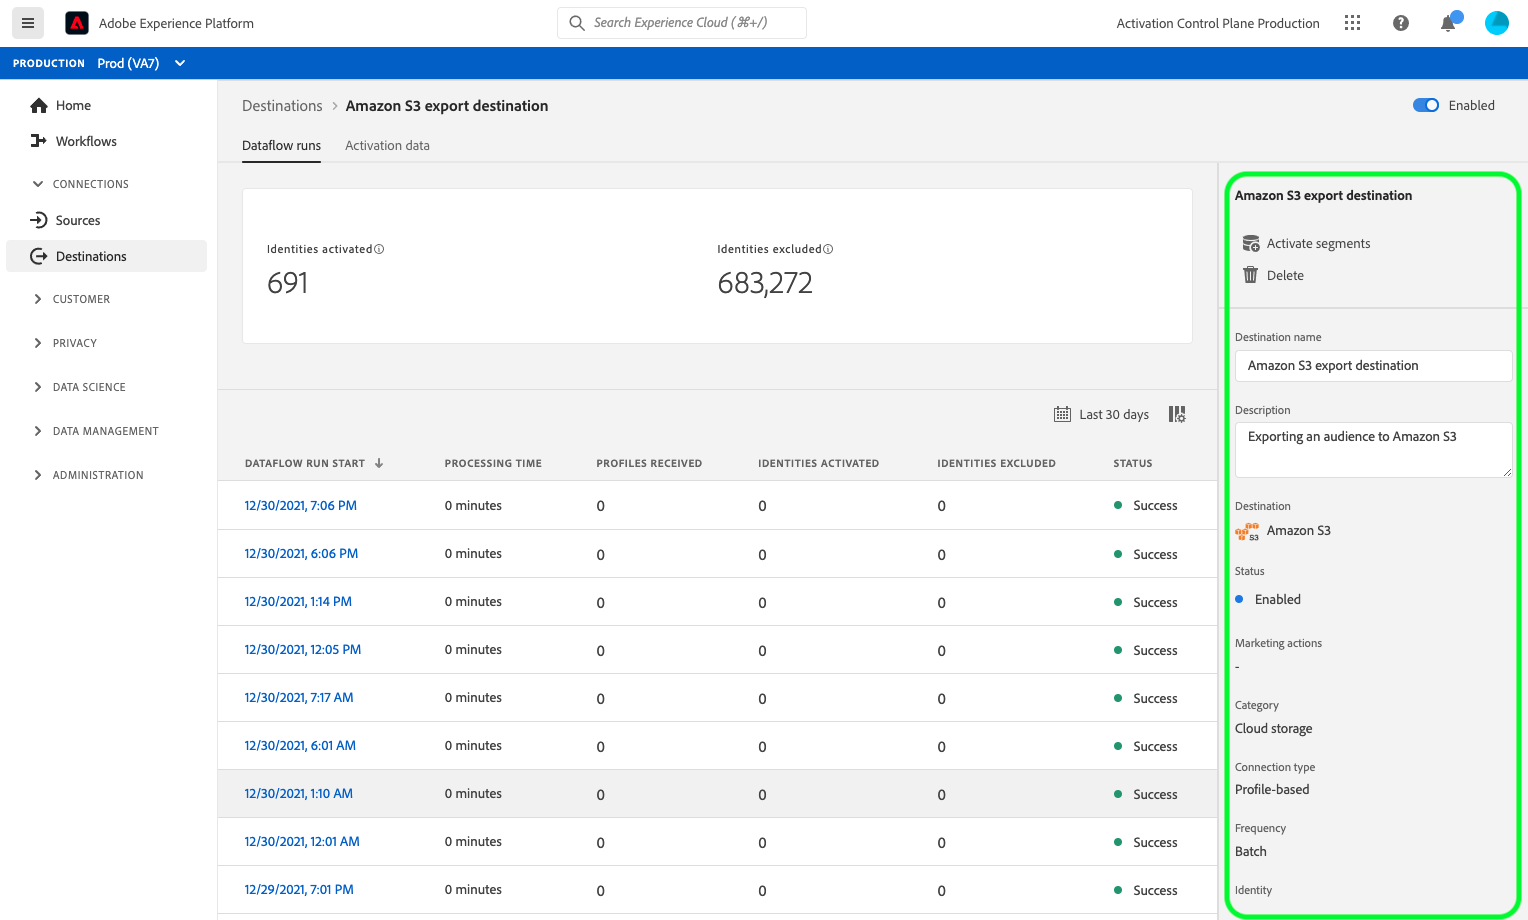 Adobe Experience Platform
Search Experience Cloud (⌘+/)
Activation Control Plane Production
PRODUCTION Prod (VA7)
Home
Workflows
CONNECTIONS
Sources
Destinations
CUSTOMER
PRIVACY
DATA SCIENCE
DATA MANAGEMENT
ADMINISTRATION
Destinations > Amazon S3 export destination
Enabled
Dataflow runs Activation data
Identities activated
691
Identities excluded
683,272
Last 30 days
DATAFLOW RUN START ↓ PROCESSING TIME PROFILES RECEIVED IDENTITIES ACTIVATED IDENTITIES EXCLUDED STATUS
12/30/2021, 7:06 PM 0 minutes 0 0 0 Success
12/30/2021, 6:06 PM 0 minutes 0 0 0 Success
12/30/2021, 1:14 PM 0 minutes 0 0 0 Success
12/30/2021, 12:05 PM 0 minutes 0 0 0 Success
12/30/2021, 7:17 AM 0 minutes 0 0 0 Success
12/30/2021, 6:01 AM 0 minutes 0 0 0 Success
12/30/2021, 1:10 AM 0 minutes 0 0 0 Success
12/30/2021, 12:01 AM 0 minutes 0 0 0 Success
12/29/2021, 7:01 PM 0 minutes 0 0 0 Success
Amazon S3 export destination
Activate segments
Delete
Destination name
Amazon S3 export destination
Description
Exporting an audience to Amazon S3
Destination
S3 Amazon S3
Status
Enabled
Marketing actions
-
Category
Cloud storage
Connection type
Profile-based
Frequency
Batch
Identity